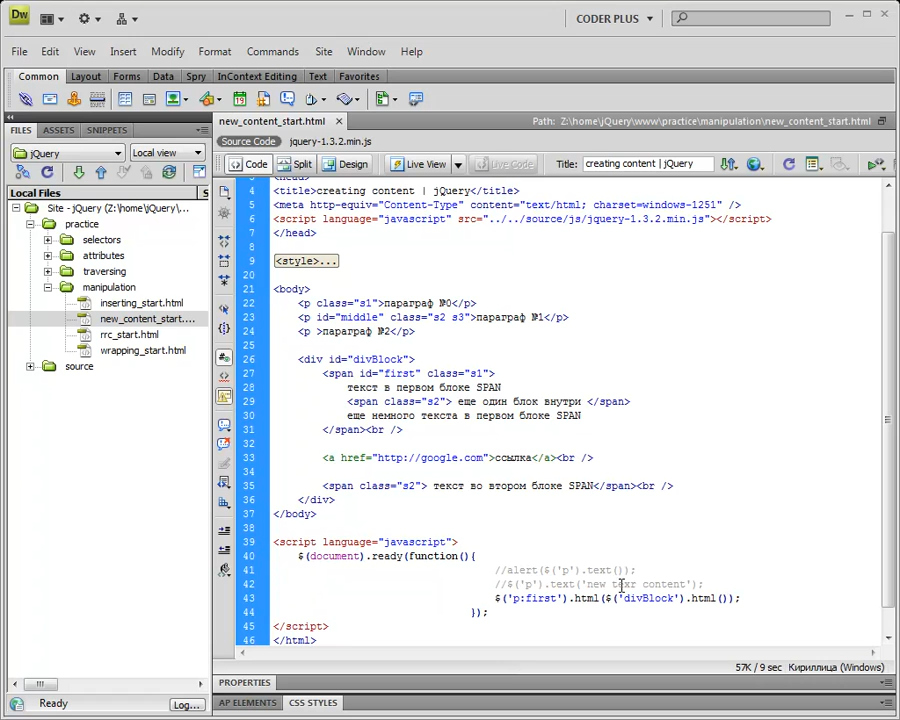 Dw
CODER PLUS
File Edit View Insert Modify Format Commands Site Window Help
Common Layout Forms Data Spry InContext Editing Text Favorites
FILES ASSETS SNIPPETS
jQuery
Local view
Local Files
Site - jQuery (Z:\home\jQuery\...
practice
selectors
attributes
traversing
manipulation
inserting_start.html
new_content_start....
rrc_start.html
wrapping_start.html
source
Ready
Log...
new_content_start.html
Path: Z:\home\jQuery\www\practice\manipulation\new_content_start.html
Source Code jquery-1.3.2.min.js
Code Split Design Live View Live Code Title: creating content | jQuery
3 <head>
4 <title>creating content | jQuery</title>
5 <meta http-equiv="Content-Type" content="text/html; charset=windows-1251" />
6 <script language="javascript" src="../../source/js/jquery-1.3.2.min.js"></script>
7 </head>
8
9 <style>...
20
21 <body>
22 <p class="s1">параграф №0</p>
23 <p id="middle" class="s2 s3">параграф №1</p>
24 <p >параграф №2</p>
25
26 <div id="divBlock">
27 <span id="first" class="s1">
28 текст в первом блоке SPAN
29 <span class="s2"> еще один блок внутри </span>
30 еще немного текста в первом блоке SPAN
31 </span><br />
32
33 <a href="http://google.com">ссылка</a><br />
34
35 <span class="s2"> текст во втором блоке SPAN</span><br />
36 </div>
37 </body>
38
39 <script language="javascript">
40 $(document).ready(function(){
41 //alert($('p').text());
42 //$('p').text('new texr content');
43 $('p:first').html($('divBlock').html());
44 });
45 </script>
46 </html>
57K / 9 sec Кириллица (Windows)
PROPERTIES
AP ELEMENTS CSS STYLES